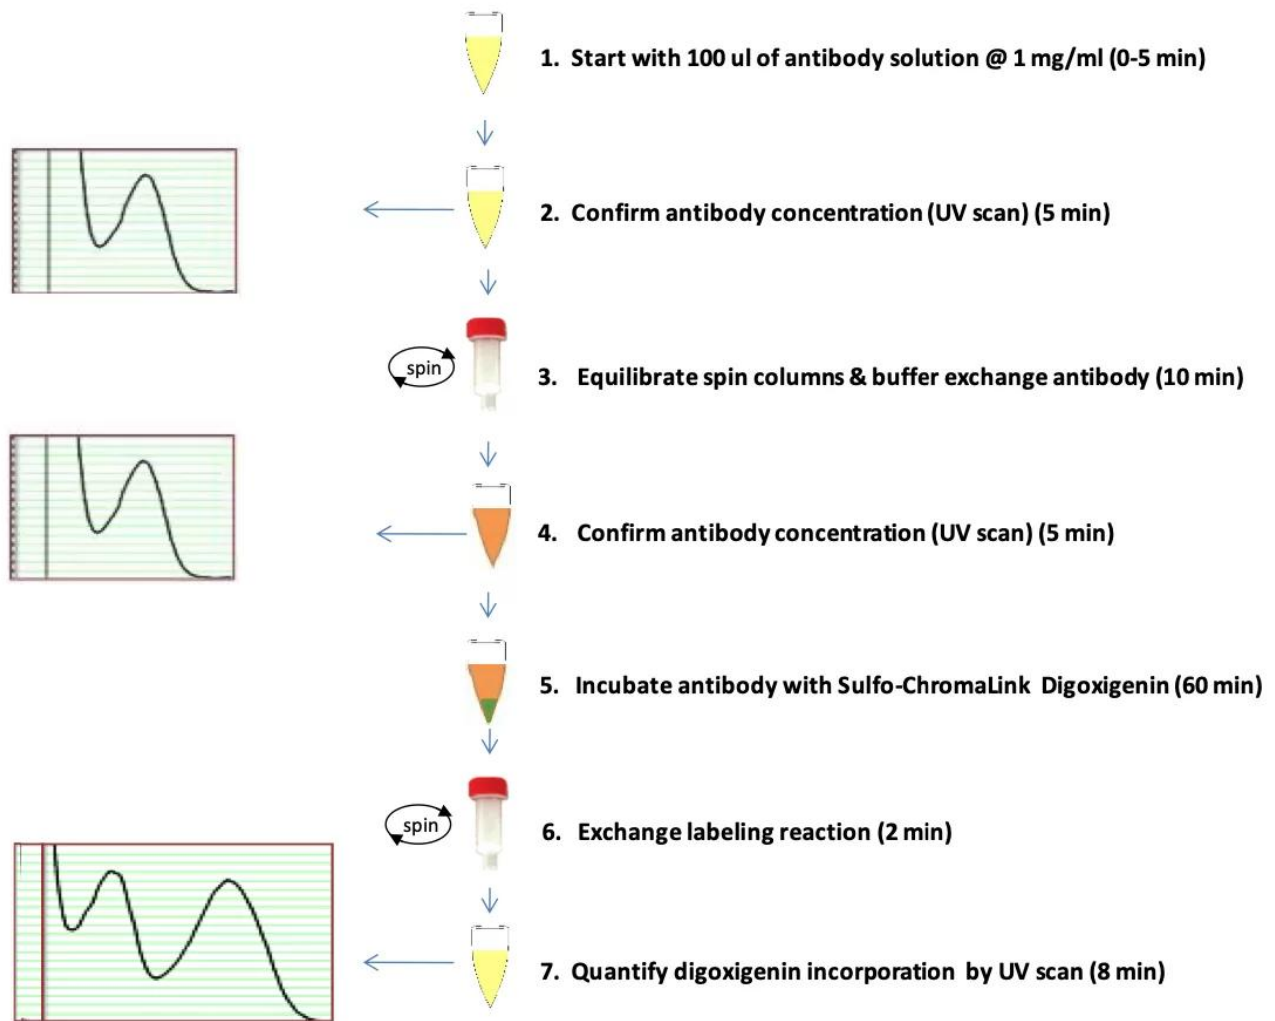 1. Start with 100 ul of antibody solution @ 1 mg/ml (0-5 min)
2. Confirm antibody concentration (UV scan) (5 min)
spin
3. Equilibrate spin columns & buffer exchange antibody (10 min)
4. Confirm antibody concentration (UV scan) (5 min)
5. Incubate antibody with Sulfo-ChromaLink Digoxigenin (60 min)
spin
6. Exchange labeling reaction (2 min)
7. Quantify digoxigenin incorporation by UV scan (8 min)